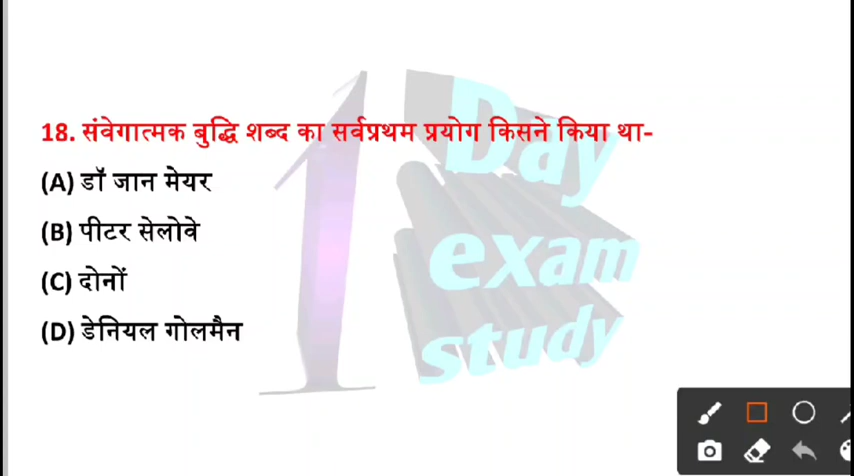 18. संवेगात्मक बुद्धि शब्द का सर्वप्रथम प्रयोग किसने किया था-
(A) डॉ जान मेयर
(B) पीटर सेलोवे
(C) दोनों
(D) डेनियल गोलमैन
1 Day
exam
study